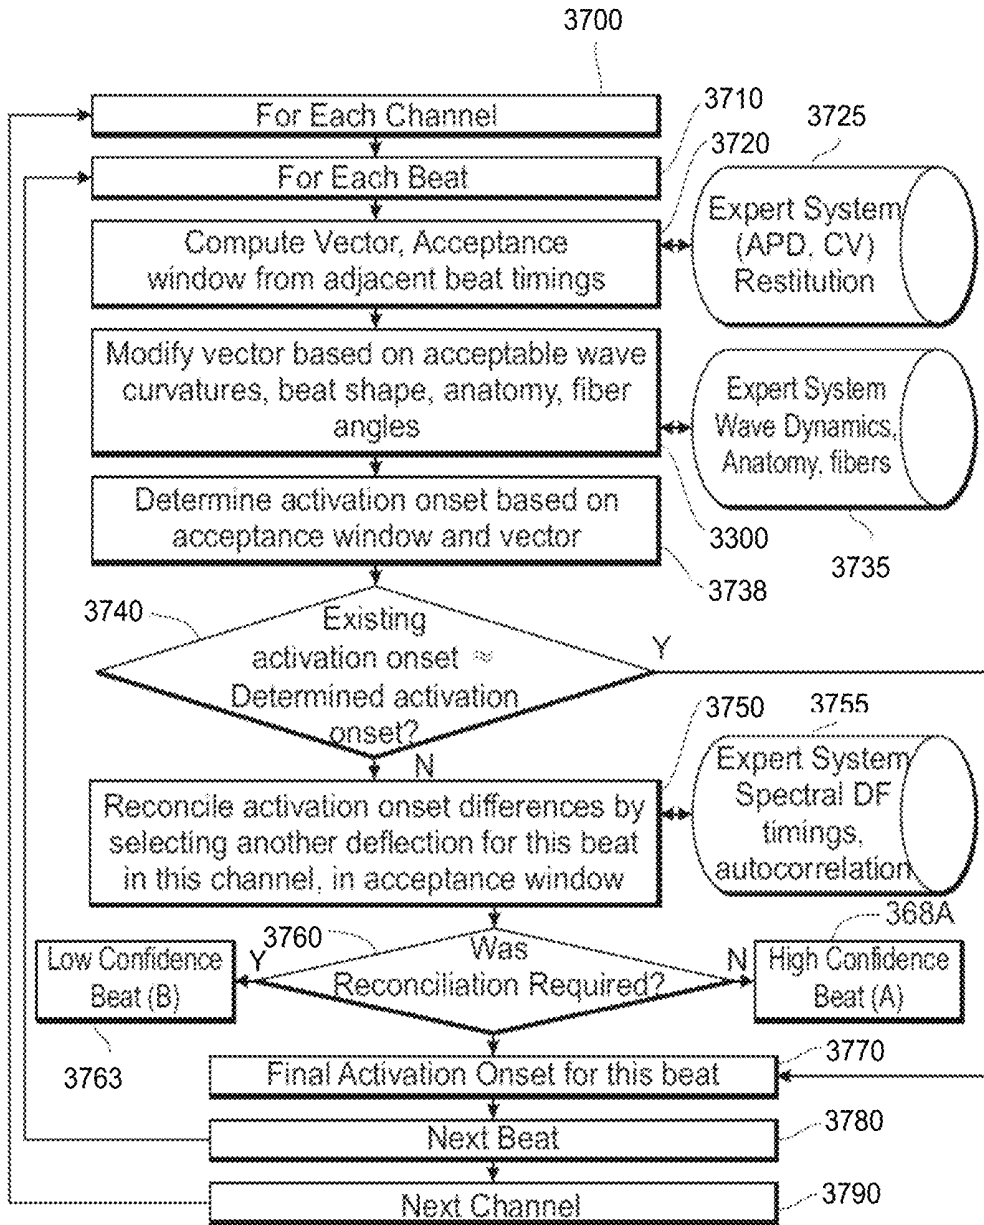 3700
For Each Channel
3710
For Each Beat
3720
3725
Compute Vector, Acceptance
window from adjacent beat timings
Expert System
(APD, CV)
Restitution
Modify vector based on acceptable wave
curvatures, beat shape, anatomy, fiber
angles
Expert System
Wave Dynamics,
Anatomy, fibers
3300
3735
Determine activation onset based on
acceptance window and vector
3738
3740
Existing
activation onset ≈
Determined activation
onset?
Y
N
3750
3755
Reconcile activation onset differences by
selecting another deflection for this beat
in this channel, in acceptance window
Expert System
Spectral DF
timings,
autocorrelation
368A
3760
Was
Reconciliation Required?
Y
N
Low Confidence
Beat (B)
High Confidence
Beat (A)
3763
Final Activation Onset for this beat
3770
Next Beat
3780
Next Channel
3790